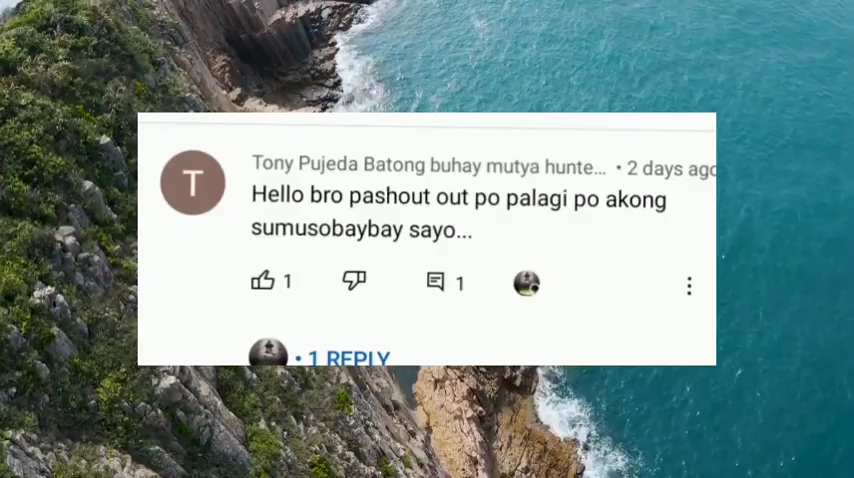 T
Tony Pujeda Batong buhay mutya hunte... • 2 days ago
Hello bro pashout out po palagi po akong
sumusobaybay sayo...
1 1
• 1 REPLY